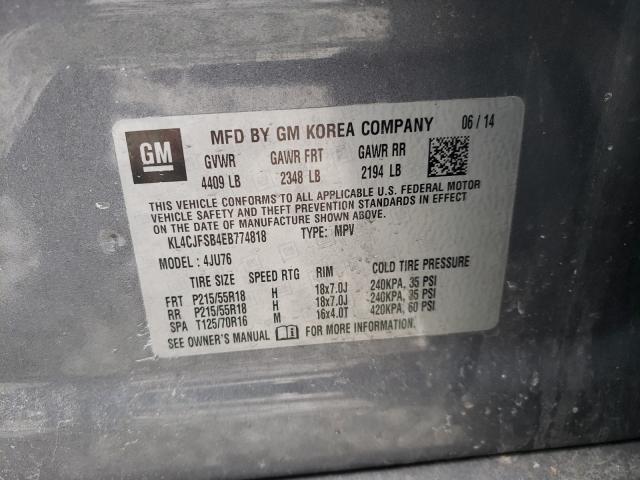 GM
MFD BY GM KOREA COMPANY 06 / 14
GVWR GAWR FRT GAWR RR
4409 LB 2348 LB 2194 LB
THIS VEHICLE CONFORMS TO ALL APPLICABLE U.S. FEDERAL MOTOR
VEHICLE SAFETY AND THEFT PREVENTION STANDARDS IN EFFECT
ON THE DATE OF MANUFACTURE SHOWN ABOVE.
KL4CJFSB4EB774818 TYPE: MPV
MODEL : 4JU76
TIRE SIZE SPEED RTG RIM COLD TIRE PRESSURE
FRT P215/55R18 H 18x7.0J 240KPA, 35 PSI
RR P215/55R18 H 18x7.0J 240KPA, 35 PSI
SPA T125/70R16 M 16x4.0T 420KPA, 60 PSI
SEE OWNER'S MANUAL FOR MORE INFORMATION.